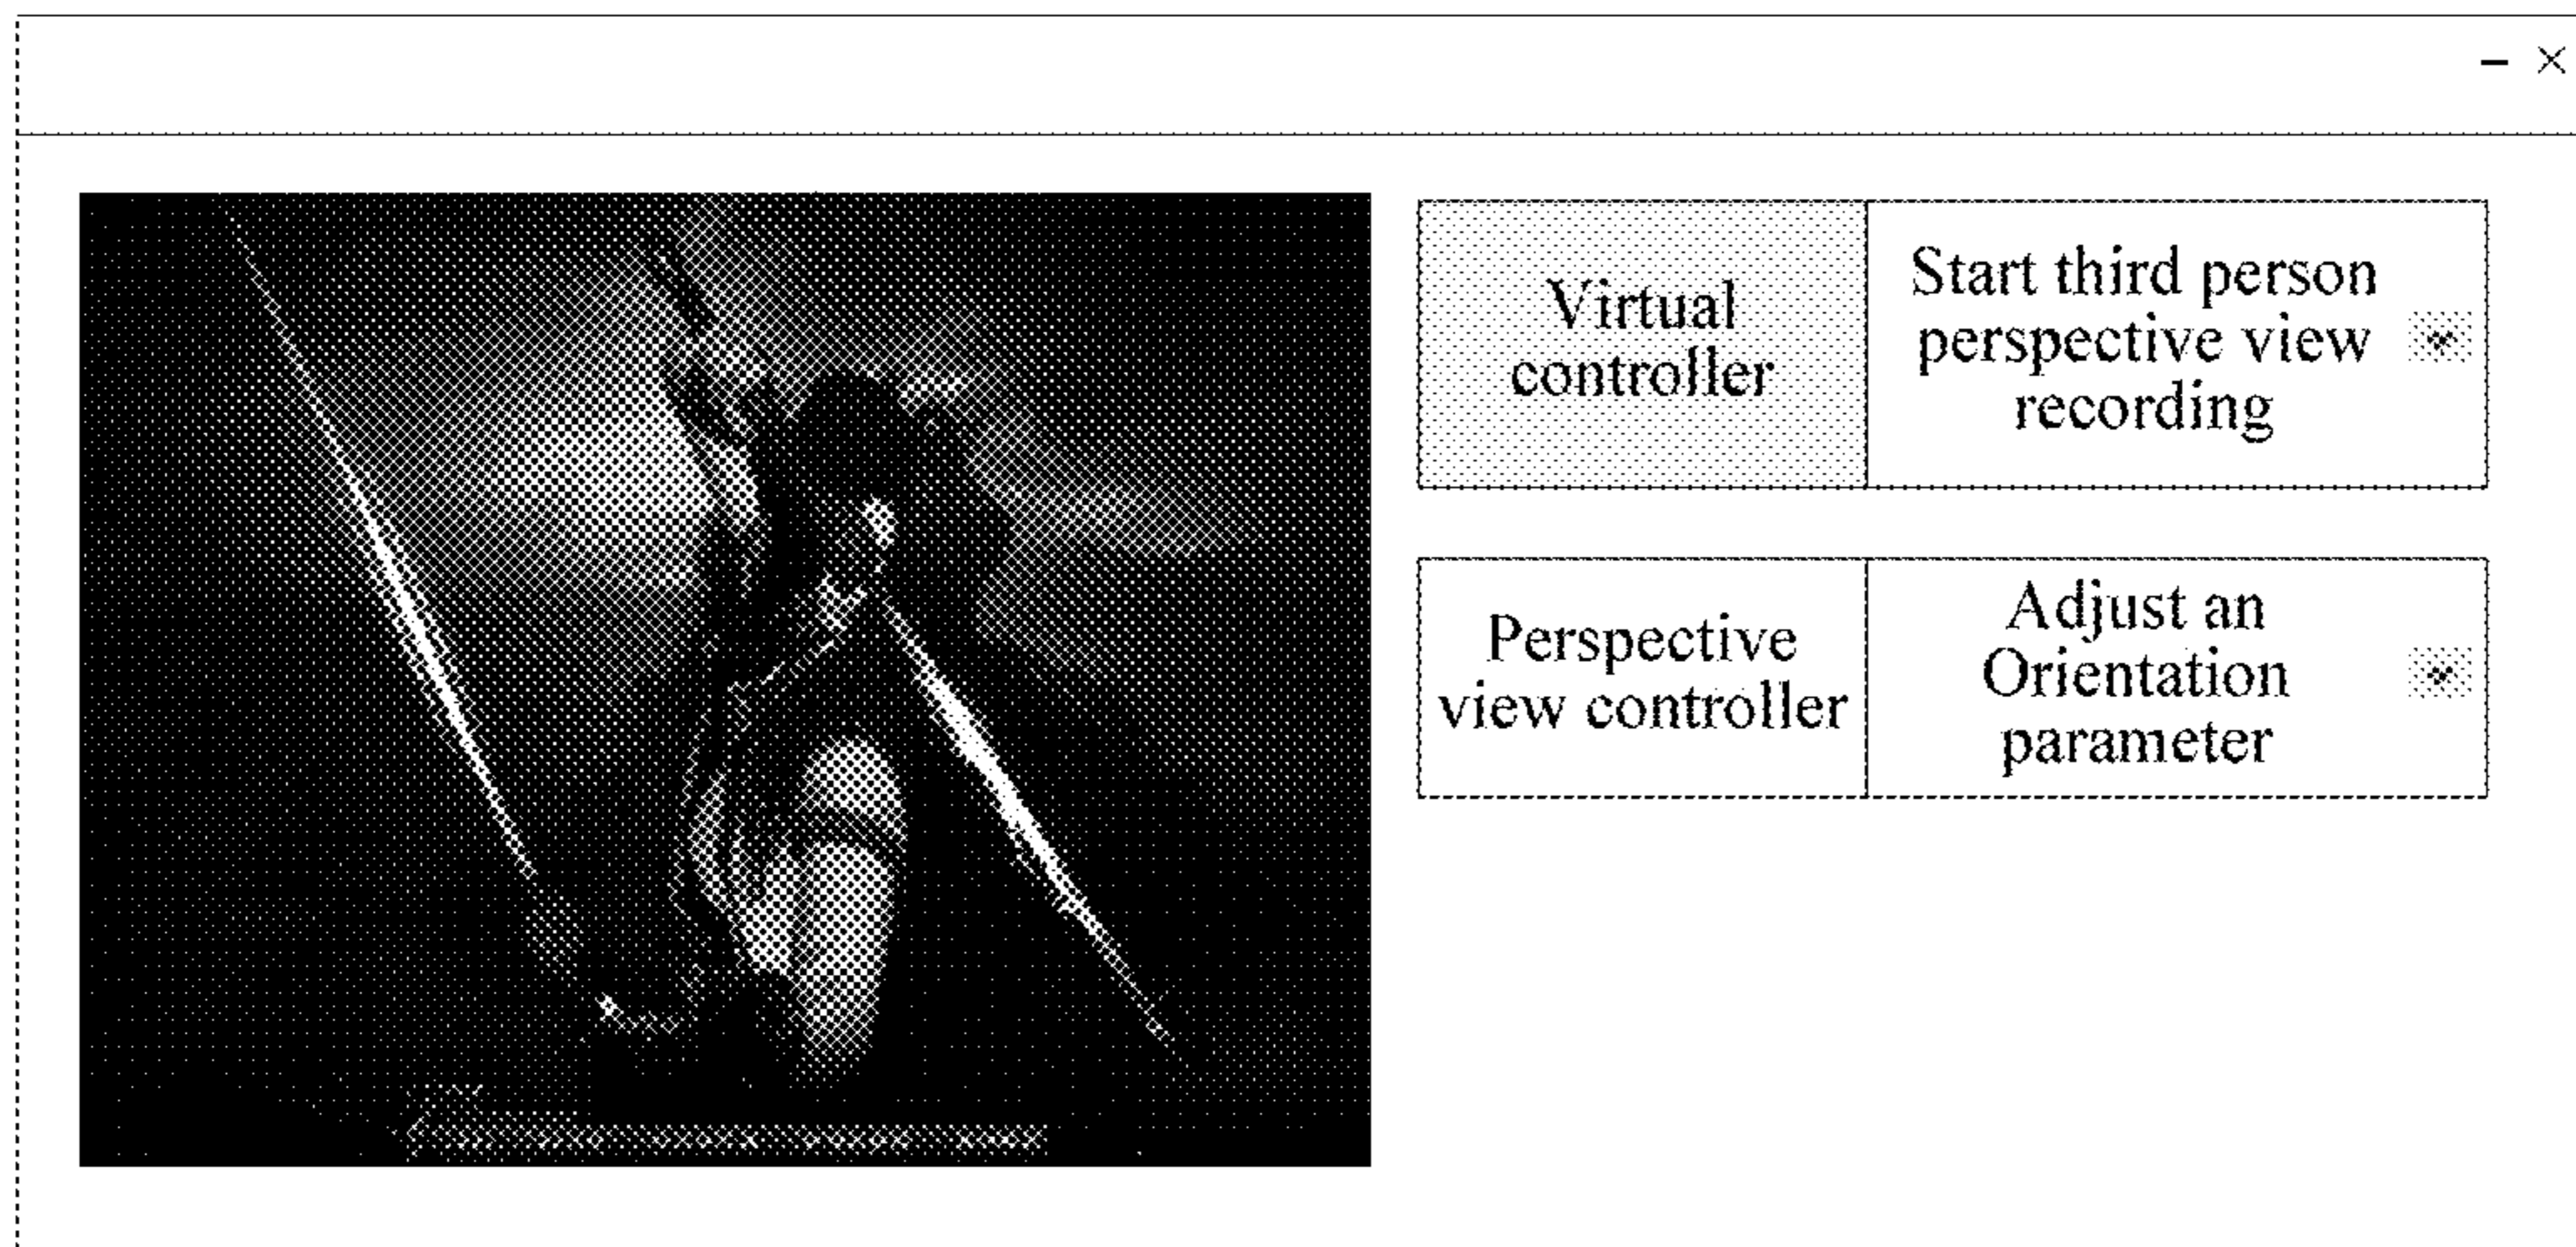 Virtual
controller
Start third person
perspective view
recording
Perspective
view controller
Adjust an
Orientation
parameter